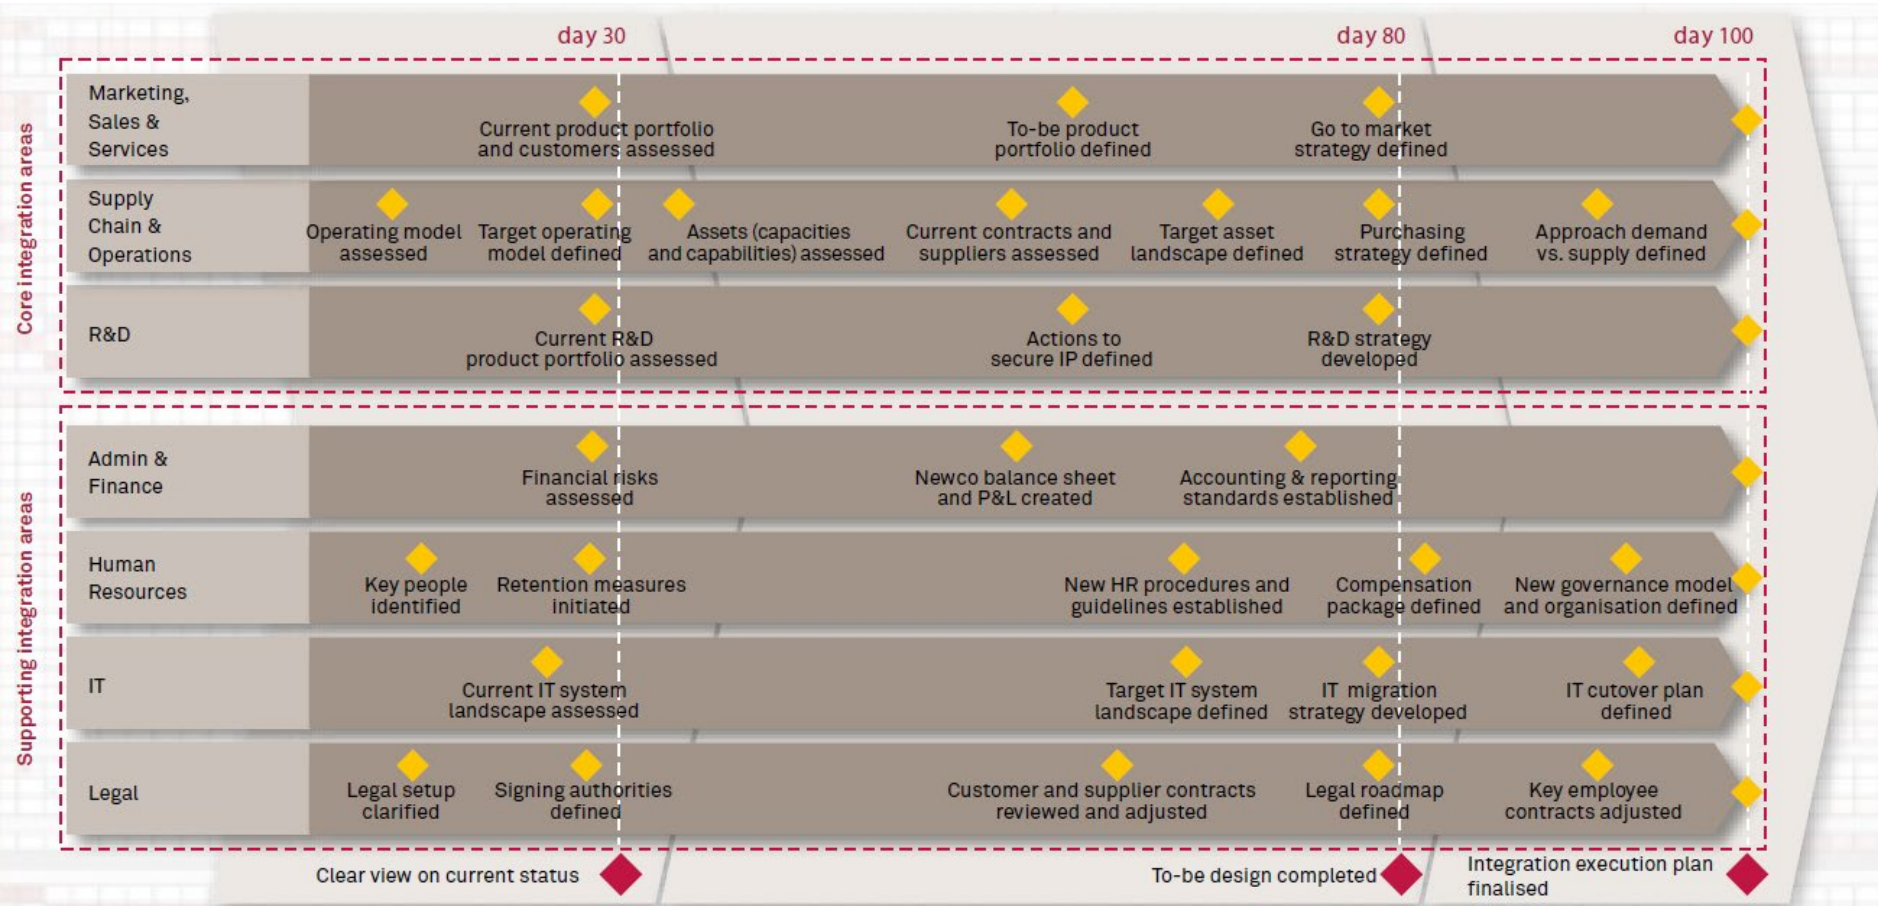 day 30
day 80
day 100
Core integration areas
Marketing,
Sales &
Services
Current product portfolio
and customers assessed
To-be product
portfolio defined
Go to market
strategy defined
Supply
Chain &
Operations
Operating model
assessed
Target operating
model defined
Assets (capacities
and capabilities) assessed
Current contracts and
suppliers assessed
Target asset
landscape defined
Purchasing
strategy defined
Approach demand
vs. supply defined
R&D
Current R&D
product portfolio assessed
Actions to
secure IP defined
R&D strategy
developed
Supporting integration areas
Admin &
Finance
Financial risks
assessed
Newco balance sheet
and P&L created
Accounting & reporting
standards established
Human
Resources
Key people
identified
Retention measures
initiated
New HR procedures and
guidelines established
Compensation
package defined
New governance model
and organisation defined
IT
Current IT system
landscape assessed
Target IT system
landscape defined
IT migration
strategy developed
IT cutover plan
defined
Legal
Legal setup
clarified
Signing authorities
defined
Customer and supplier contracts
reviewed and adjusted
Legal roadmap
defined
Key employee
contracts adjusted
Clear view on current status
To-be design completed
Integration execution plan
finalised